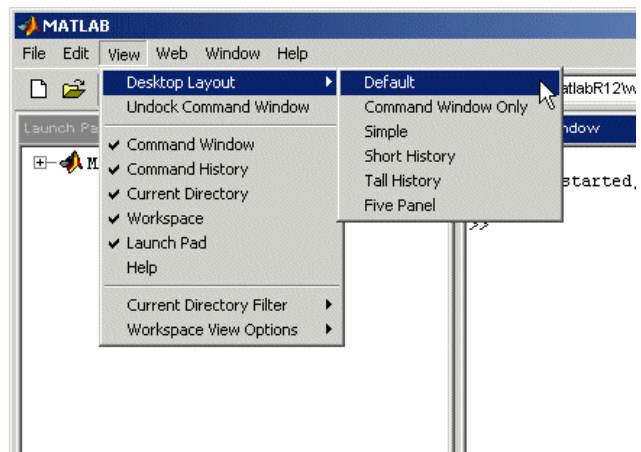 MATLAB
File Edit View Web Window Help
Desktop Layout
Undock Command Window
Command Window
Command History
Current Directory
Workspace
Launch Pad
Help
Current Directory Filter
Workspace View Options
Default
Command Window Only
Simple
Short History
Tall History
Five Panel
atlabR12\w
Launch Pa
ndow
M
started,
>>